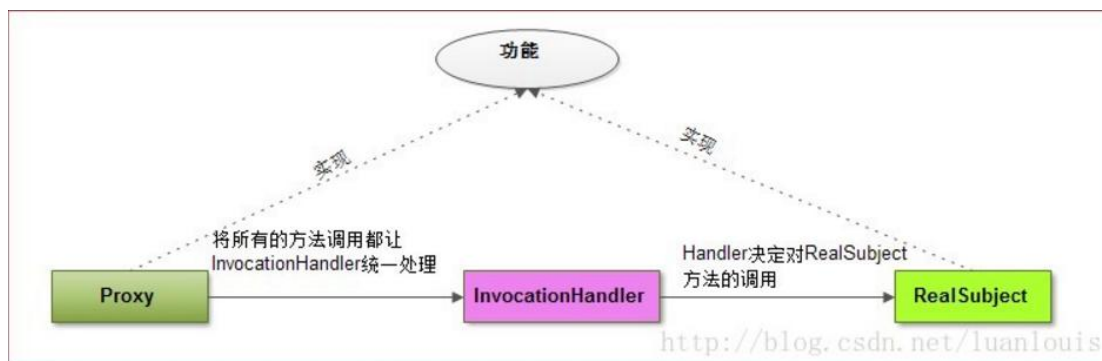 功能
实现
实现
将所有的方法调用都让
InvocationHandler统一处理
Handler决定对RealSubject
方法的调用
Proxy
InvocationHandler
RealSubject
http://blog.csdn.net/luanlouis